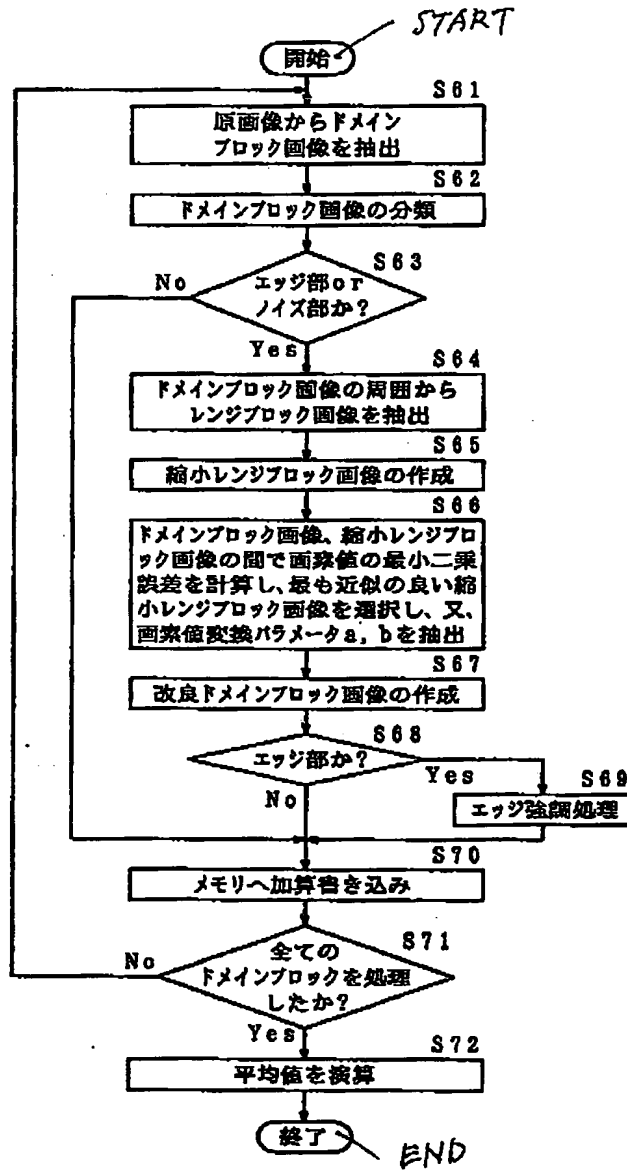 START
開始
S61
原画像からドメイン
ブロック画像を抽出
S62
ドメインブロック画像の分類
S63
エッジ部or
ノイズ部か?
No
Yes
S64
ドメインブロック画像の周囲から
レンジブロック画像を抽出
S65
縮小レンジブロック画像の作成
S66
ドメインブロック画像、縮小レンジブロ
ック画像の間で画素値の最小二乗
誤差を計算し、最も近似の良い縮
小レンジブロック画像を選択し、又、
画素値変換パラメータa, bを抽出
S67
改良ドメインブロック画像の作成
S68
エッジ部か?
Yes
No
S69
エッジ強調処理
S70
メモリへ加算書き込み
S71
全ての
ドメインブロックを処理
したか?
No
Yes
S72
平均値を演算
終了
END